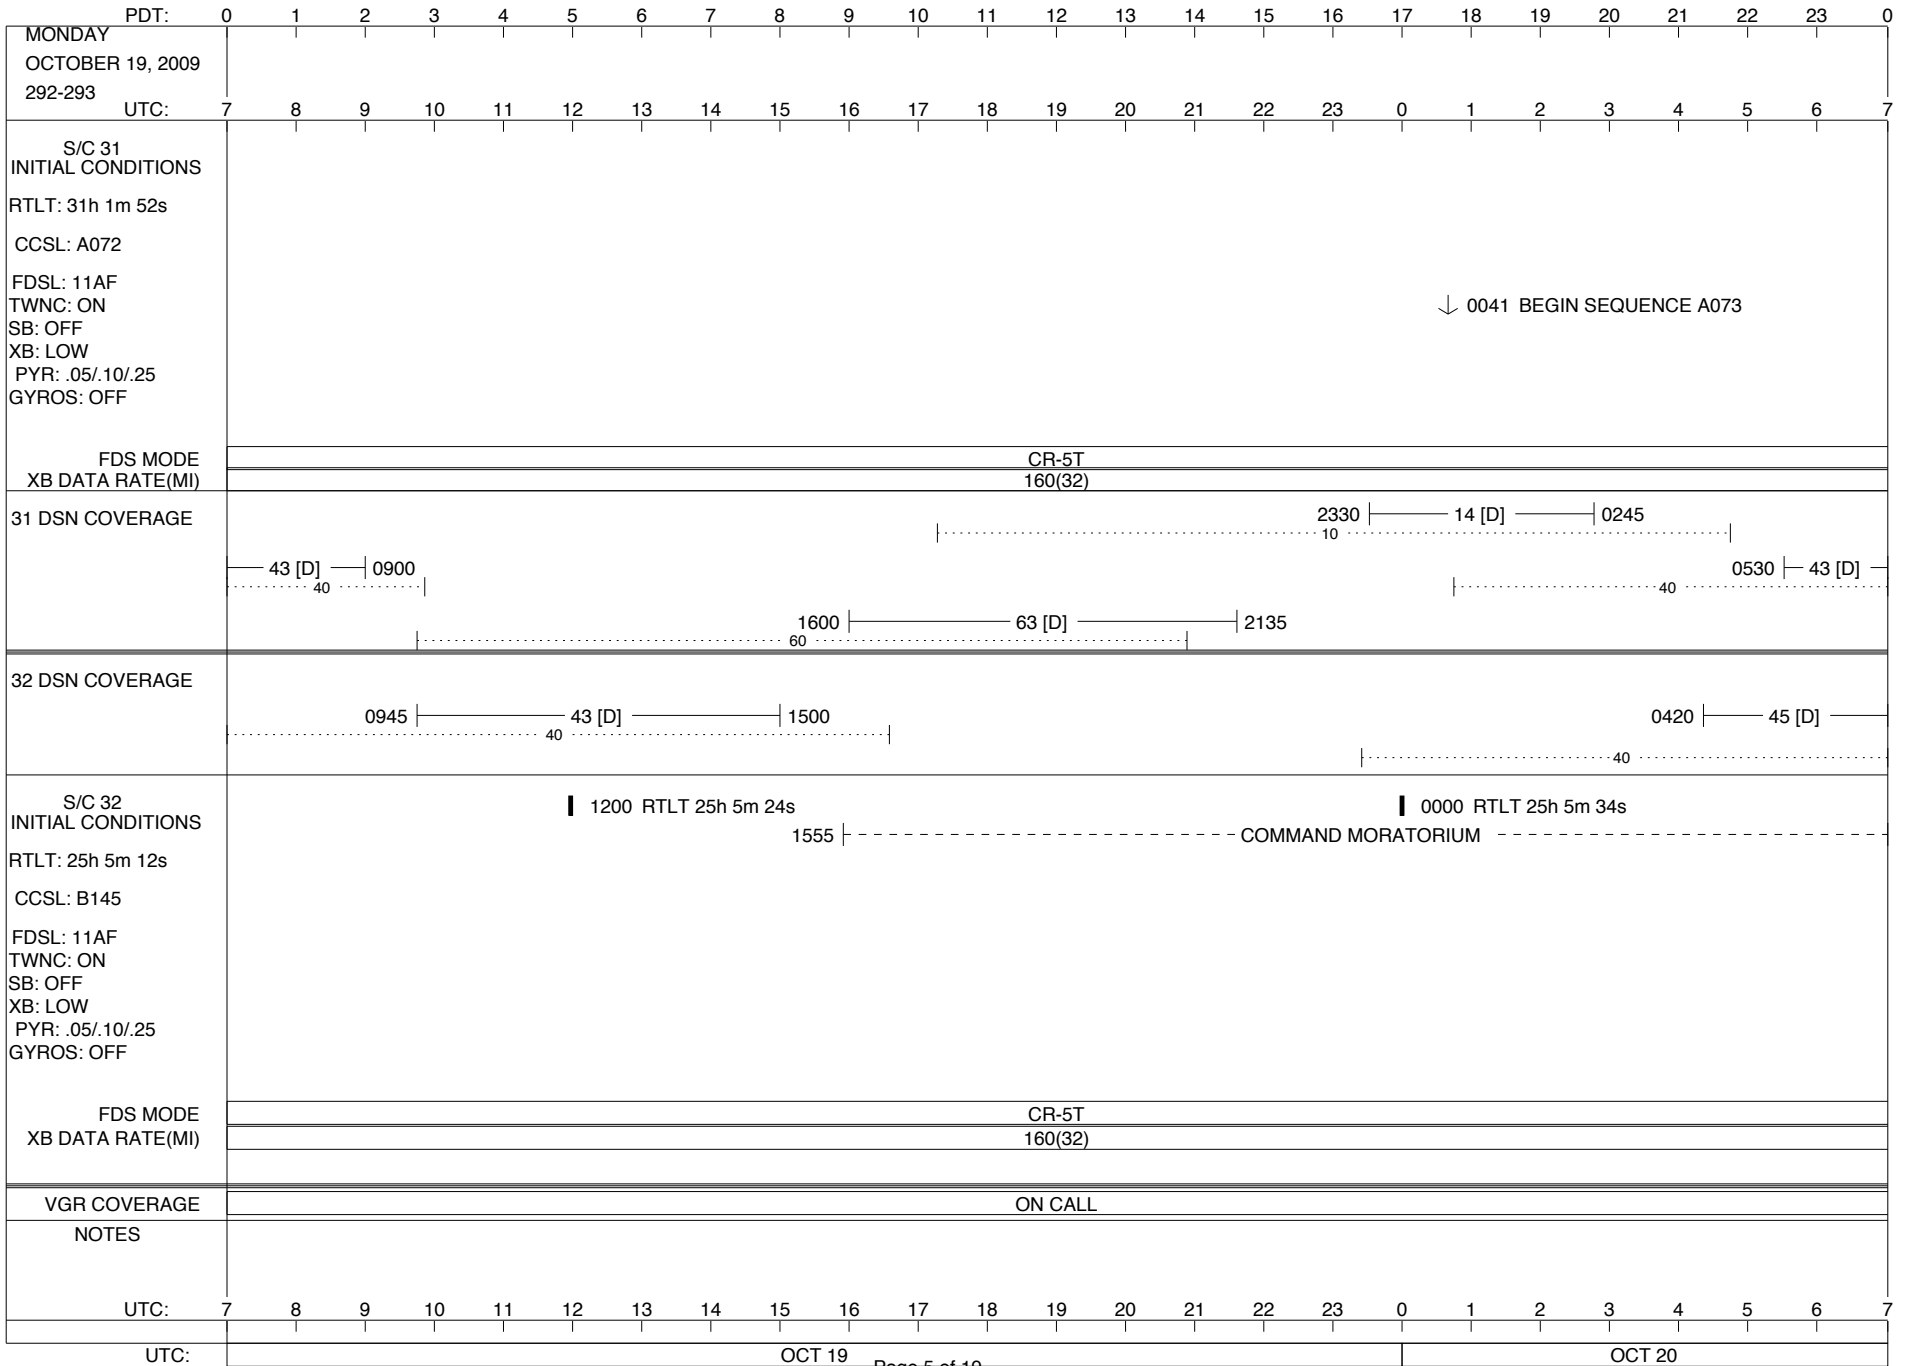 PDT: 0 1 2 3 4 5 6 7 8 9 10 11 12 13 14 15 16 17 18 19 20 21 22 23 0
MONDAY
OCTOBER 19, 2009
292-293
UTC: 7 8 9 10 11 12 13 14 15 16 17 18 19 20 21 22 23 0 1 2 3 4 5 6 7
S/C 31
INITIAL CONDITIONS
RTLT: 31h 1m 52s
CCSL: A072
FDSL: 11AF
TWNC: ON
0041 BEGIN SEQUENCE A073
SB: OFF
XB: LOW
PYR: .05/.10/.25
GYROS: OFF
FDS MODE CR-5T
XB DATA RATE(MI) 160(32)
31 DSN COVERAGE
2330 14 [D] 0245
10
43 [D] 0900
0530 43 [D]
40
40
1600 63 [D] 2135
60
32 DSN COVERAGE
0945 43 [D] 1500
0420 45 [D]
40
40
S/C 32
INITIAL CONDITIONS
1200 RTLT 25h 5m 24s
0000 RTLT 25h 5m 34s
1555 COMMAND MORATORIUM
RTLT: 25h 5m 12s
CCSL: B145
FDSL: 11AF
TWNC: ON
SB: OFF
XB: LOW
PYR: .05/.10/.25
GYROS: OFF
FDS MODE CR-5T
XB DATA RATE(MI) 160(32)
VGR COVERAGE ON CALL
NOTES
UTC: 7 8 9 10 11 12 13 14 15 16 17 18 19 20 21 22 23 0 1 2 3 4 5 6 7
UTC: OCT 19 OCT 20
Page 5 of 19